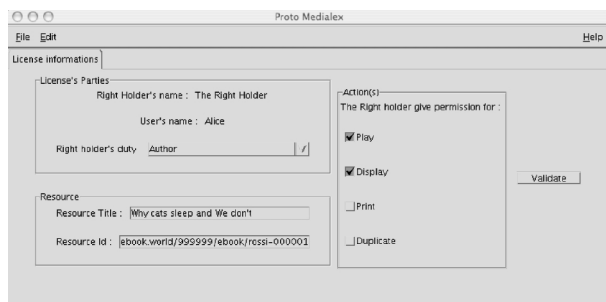 Proto Medialex
File Edit Help
License informations
License's Parties
Right Holder's name : The Right Holder
User's name : Alice
Right holder's duty Author
Resource
Resource Title : Why cats sleep and We don't
Resource Id : ebook.world/999999/ebook/rossi-000001
Action(s)
The Right holder give permission for :
Play
Display
Print
Duplicate
Validate